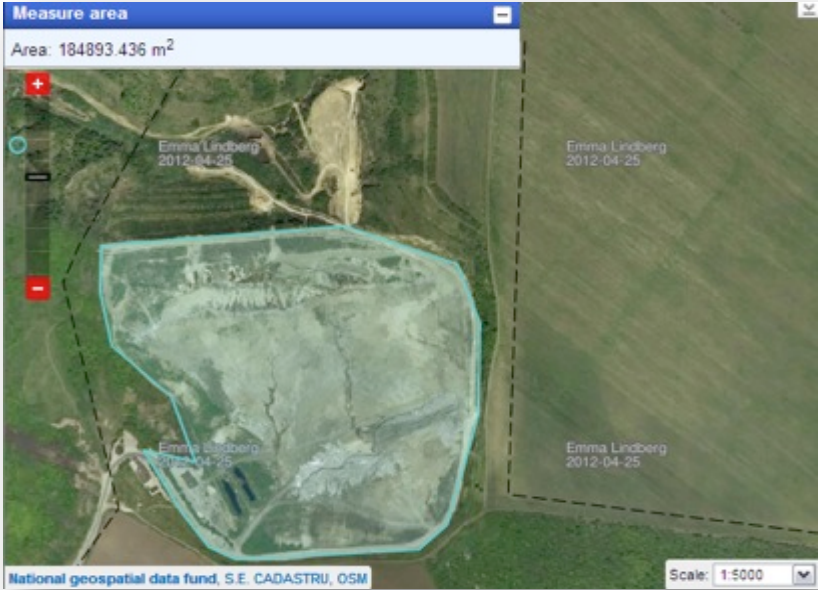 Measure area
Area: 184893.436 m²
Emma Lindberg
2012-04-25
Emma Lindberg
2012-04-25
Emma Lindberg
2012-04-25
Emma Lindberg
2012-04-25
National geospatial data fund, S.E. CADASTRU, OSM
Scale: 1:5000